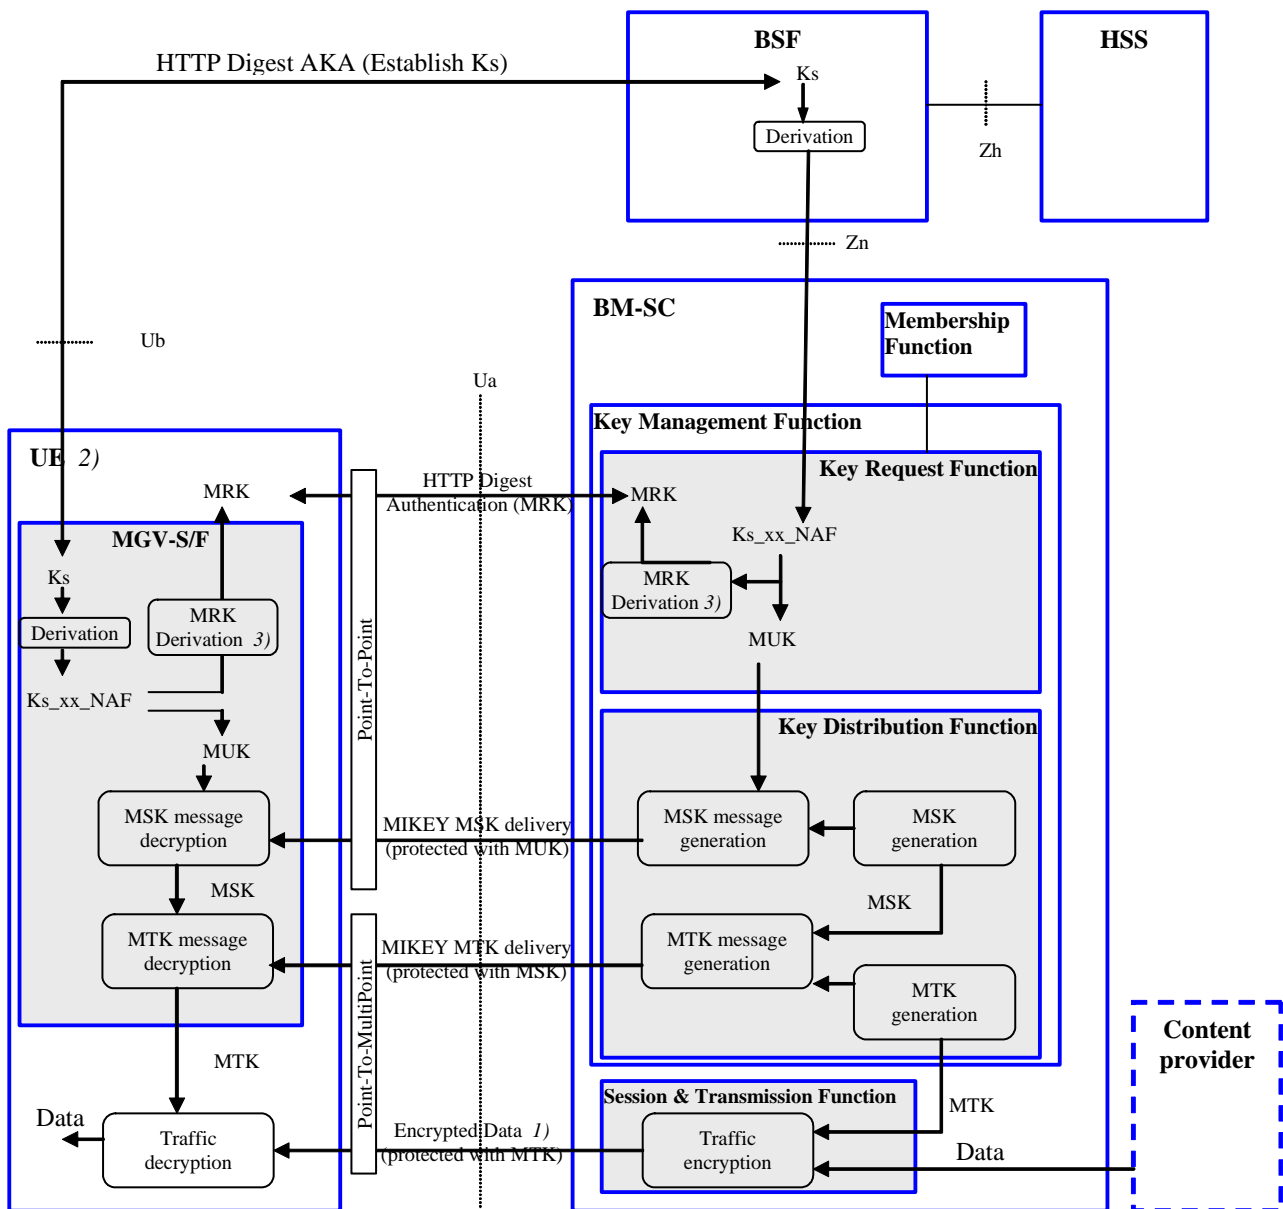 BSF
HSS
HTTP Digest AKA (Establish Ks)
Ks
Derivation
Zh
Zn
BM-SC
Membership
Function
Ub
Ua
Key Management Function
UE 2)
Key Request Function
MRK
HTTP Digest
Authentication (MRK)
MRK
MGV-S/F
Ks_xx_NAF
Ks
MRK
Derivation 3)
MRK
Derivation 3)
Derivation
MUK
Ks_xx_NAF
Point-To-Point
MUK
Key Distribution Function
MSK message
decryption
MIKEY MSK delivery
(protected with MUK)
MSK message
generation
MSK
generation
MSK
MSK
MTK message
decryption
MIKEY MTK delivery
(protected with MSK)
MTK message
generation
MTK
generation
Point-To-MultiPoint
Content
provider
MTK
Session & Transmission Function
MTK
Data
Traffic
decryption
Encrypted Data 1)
(protected with MTK)
Traffic
encryption
Data